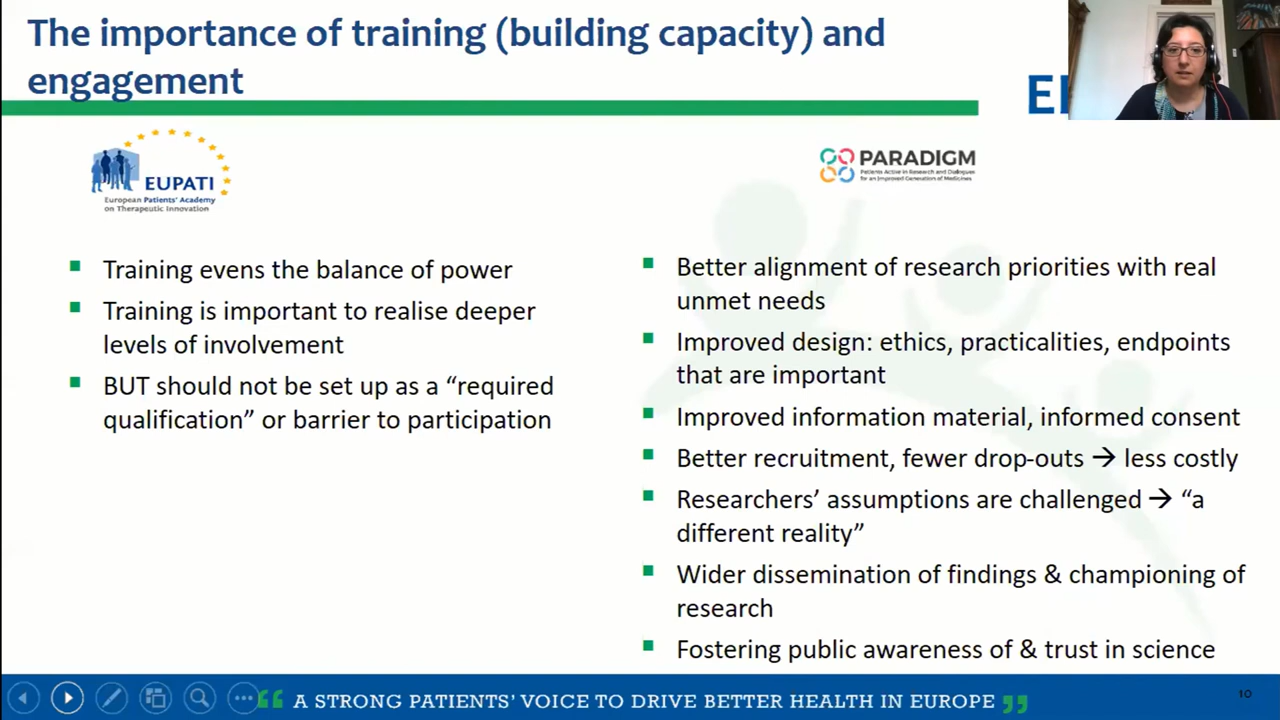 The importance of training (building capacity) and
engagement
EUPATI
European Patients' Academy
on Therapeutic Innovation
PARADIGM
Patients Active in Research and Dialogues
for an Improved Generation of Medicines
Training evens the balance of power
Training is important to realise deeper
levels of involvement
BUT should not be set up as a “required
qualification” or barrier to participation
Better alignment of research priorities with real
unmet needs
Improved design: ethics, practicalities, endpoints
that are important
Improved information material, informed consent
Better recruitment, fewer drop-outs → less costly
Researchers’ assumptions are challenged → “a
different reality”
Wider dissemination of findings & championing of
research
Fostering public awareness of & trust in science
“ A STRONG PATIENTS’ VOICE TO DRIVE BETTER HEALTH IN EUROPE ”
10